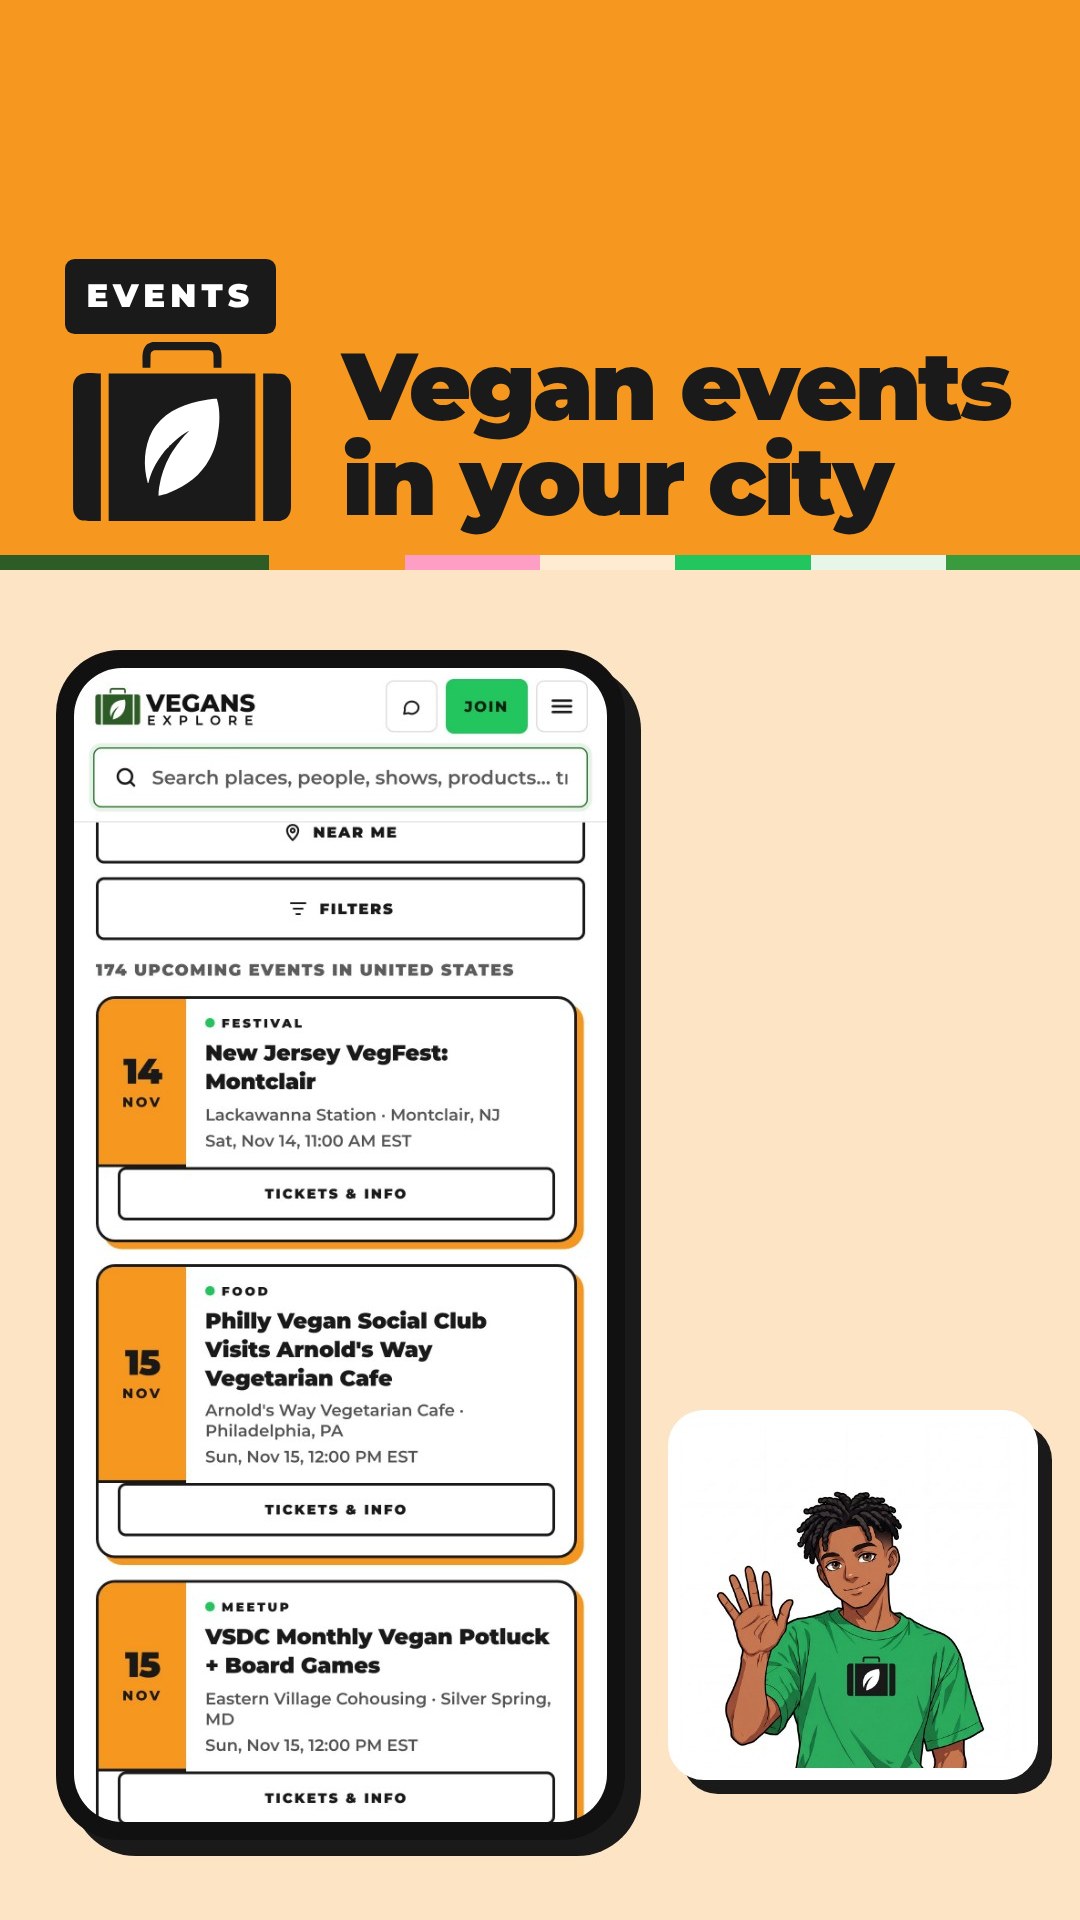 EVENTS
Vegan events
in your city
VEGANS
EXPLORE
JOIN
Search places, people, shows, products...
NEAR ME
FILTERS
174 UPCOMING EVENTS IN UNITED STATES
14
NOV
FESTIVAL
New Jersey VegFest:
Montclair
Lackawanna Station · Montclair, NJ
Sat, Nov 14, 11:00 AM EST
TICKETS & INFO
15
NOV
FOOD
Philly Vegan Social Club
Visits Arnold's Way
Vegetarian Cafe
Arnold's Way Vegetarian Cafe ·
Philadelphia, PA
Sun, Nov 15, 12:00 PM EST
TICKETS & INFO
15
NOV
MEETUP
VSDC Monthly Vegan Potluck
+ Board Games
Eastern Village Cohousing · Silver Spring,
MD
Sun, Nov 15, 12:00 PM EST
TICKETS & INFO